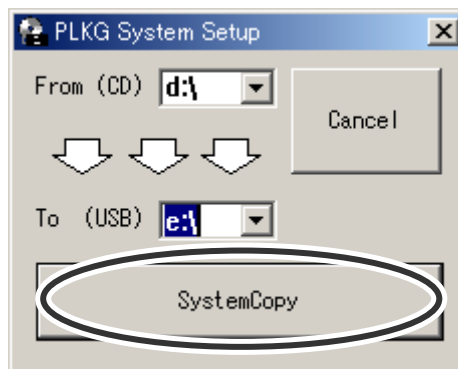 PLKG System Setup
From (CD) d:\
Cancel
To (USB) e:\
SystemCopy